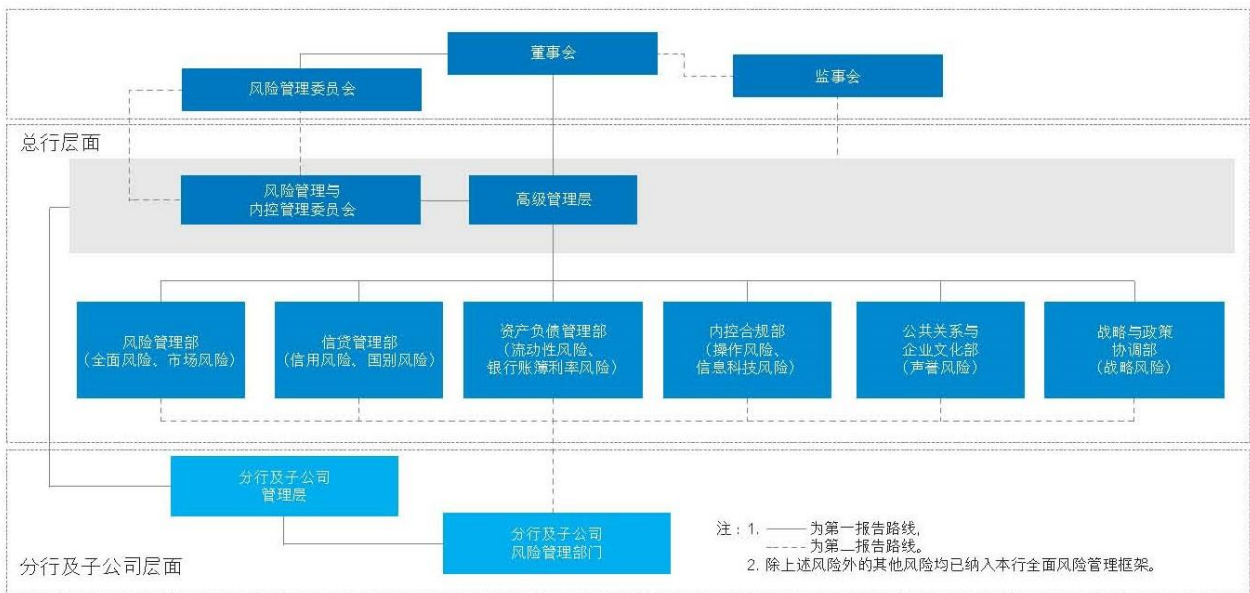 董事会
风险管理委员会
监事会
总行层面
风险管理与
内控管理委员会
高级管理层
风险管理部
(全面风险、市场风险)
信贷管理部
(信用风险、国别风险)
资产负债管理部
(流动性风险、
银行账簿利率风险)
内控合规部
(操作风险、
信息科技风险)
公共关系与
企业文化部
(声誉风险)
战略与政策
协调部
(战略风险)
分行及子公司
管理层
分行及子公司
风险管理部门
分行及子公司层面
注：1. —— 为第一报告路线,
---- 为第二报告路线。
2. 除上述风险外的其他风险均已纳入本行全面风险管理框架。